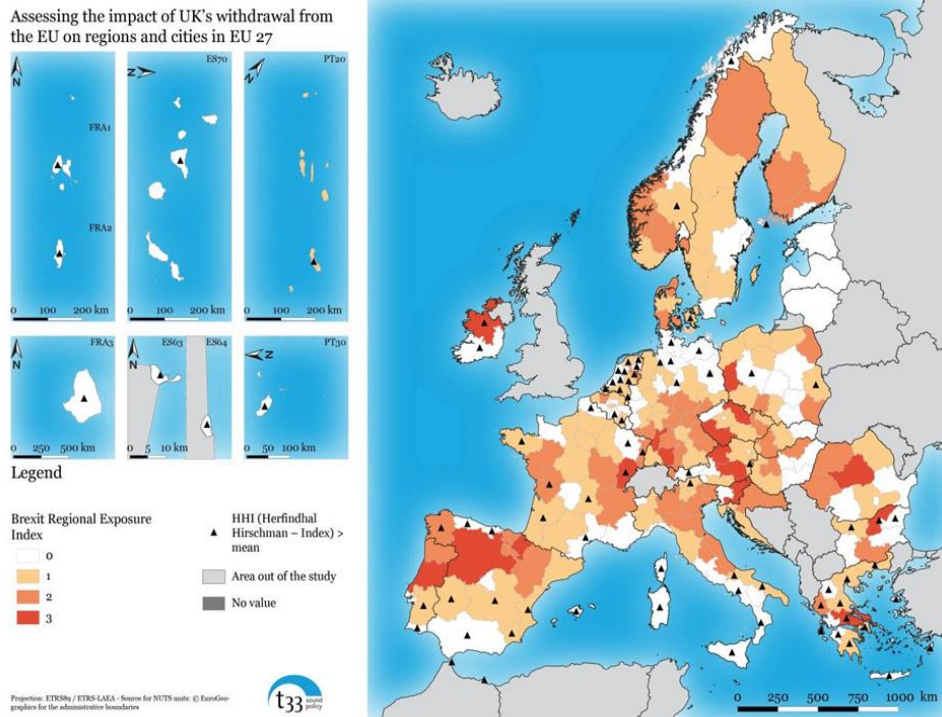 Assessing the impact of UK's withdrawal from
the EU on regions and cities in EU 27
N
FRA1
FRA2
0 100 200 km
N
ES70
0 100 200 km
N
PT20
0 200 km
N
FRA3
0 250 500 km
N
ES63 ES64
0 5 10 km
N
PT30
0 50 km
Legend
Brexit Regional Exposure
Index
0
1
2
3
HHI (Herfindhal
Hirschman – Index) >
mean
Area out of the study
No value
Projection: ETRS89 / ETRS-LAEA - Source for NUTS units: © EuroGeo-
graphics for the administrative boundaries
t33 sound
policy
0 250 500 750 1000 km